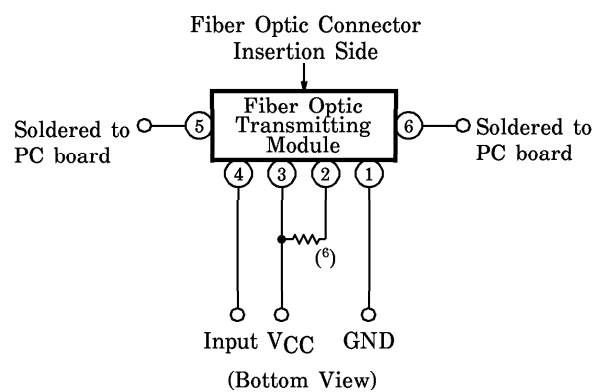 Fiber Optic Connector
Insertion Side
Fiber Optic
Transmitting
Module
Soldered to
PC board
5
6
Soldered to
PC board
4
3
2
1
(6)
Input
VCC
GND
(Bottom View)